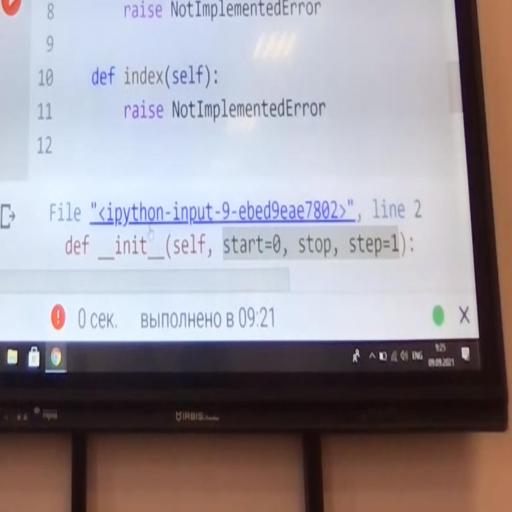 8 raise NotImplementedError
9
10 def index(self):
11 raise NotImplementedError
12
File "<ipython-input-9-ebed9eae7802>", line 2
def __init__(self, start=0, stop, step=1):
0 сек. выполнено в 09:21
X
ENG 9:25
09.09.2021
IRBIS